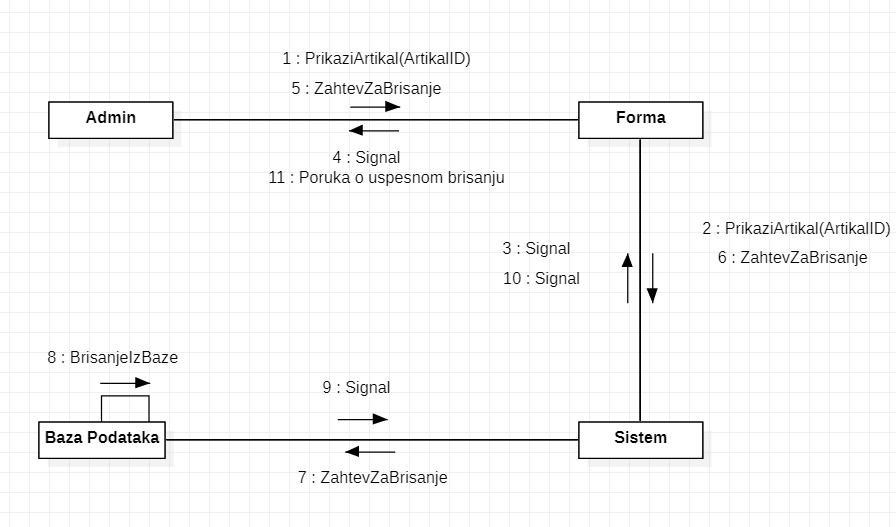 1 : PrikaziArtikal(ArtikalID)
5 : ZahtevZaBrisanje
Admin
Forma
4 : Signal
11 : Poruka o uspesnom brisanju
2 : PrikaziArtikal(ArtikalID)
3 : Signal
6 : ZahtevZaBrisanje
10 : Signal
8 : BrisanjeIzBaze
9 : Signal
Baza Podataka
Sistem
7 : ZahtevZaBrisanje